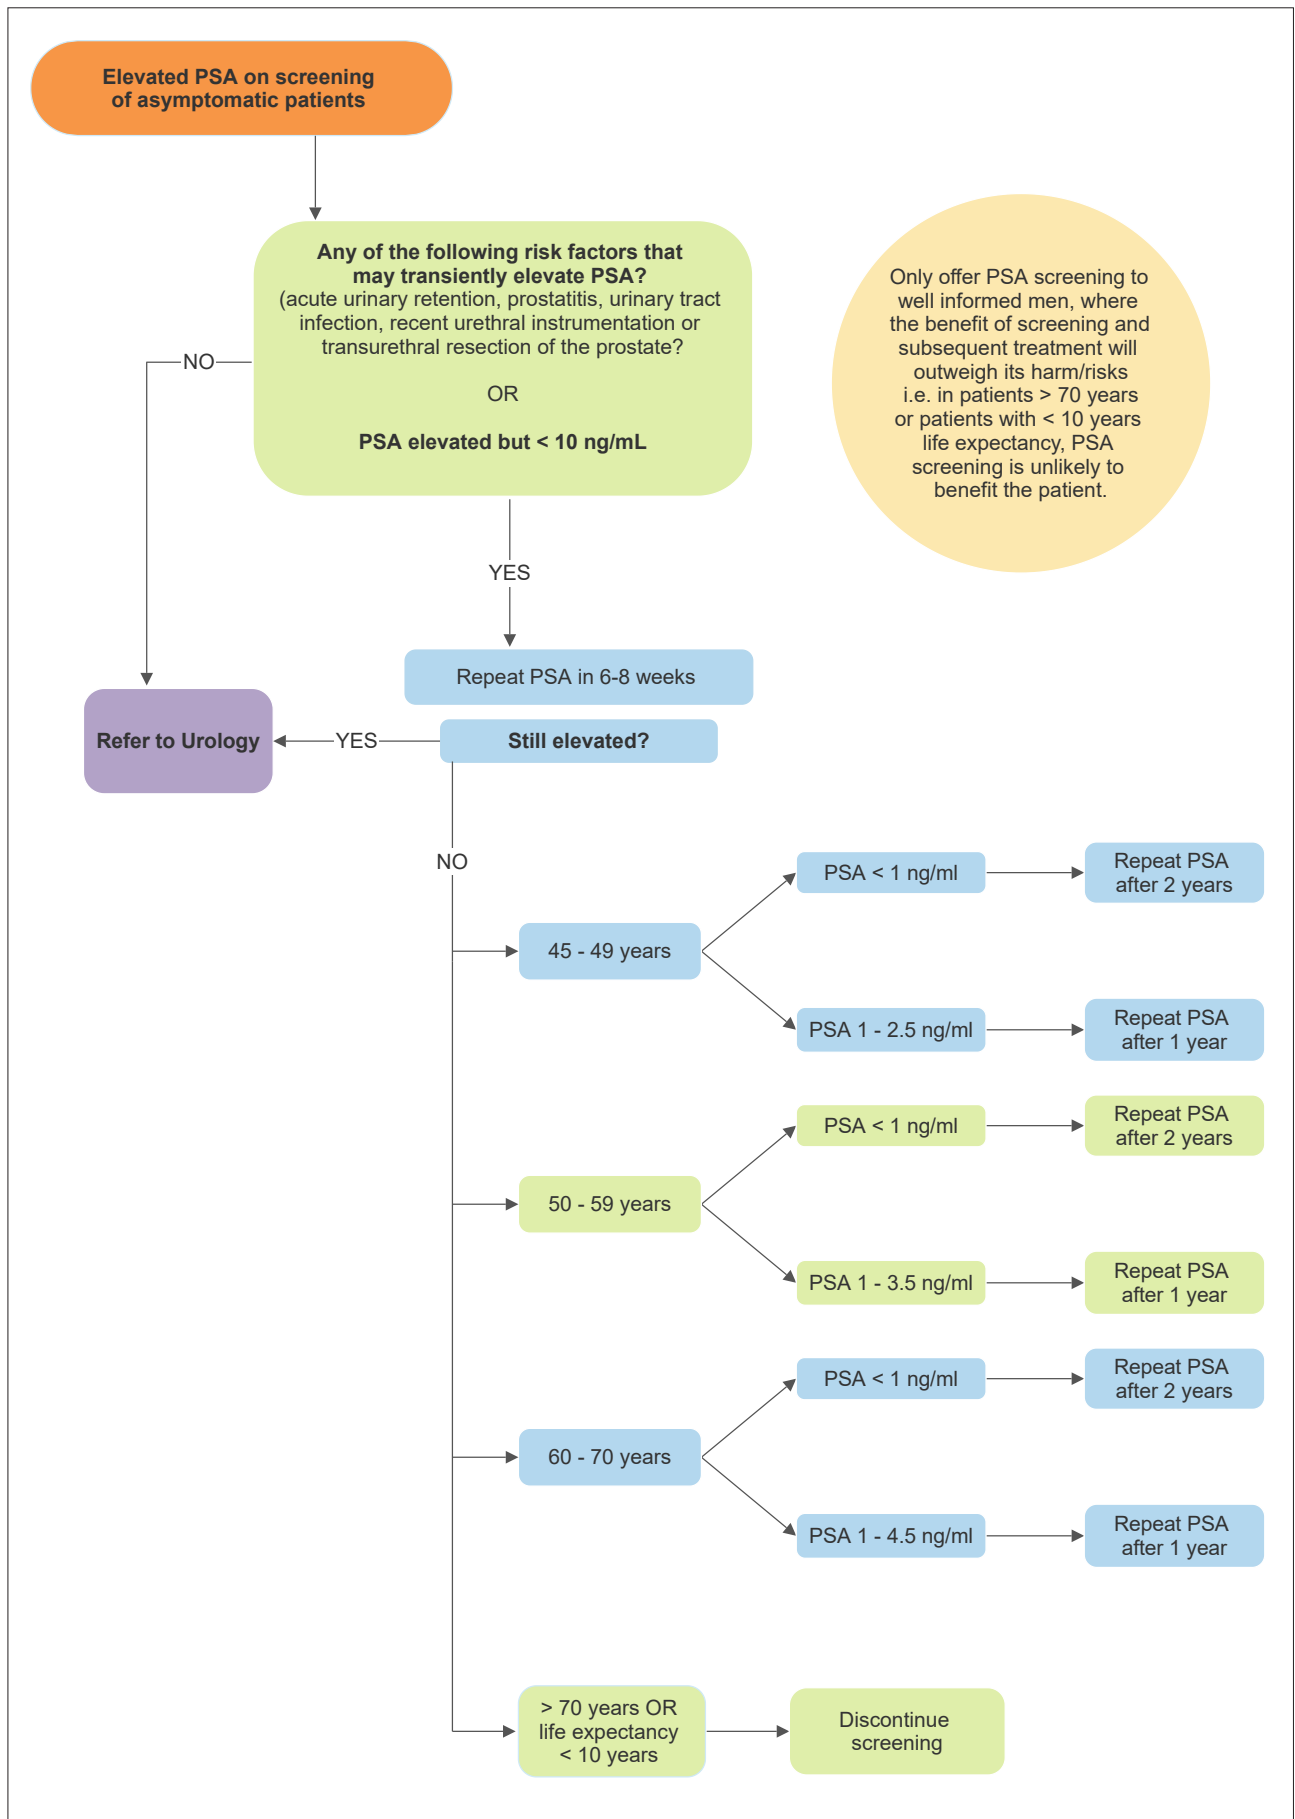 Elevated PSA on screening
of asymptomatic patients
Any of the following risk factors that
may transiently elevate PSA?
(acute urinary retention, prostatitis, urinary tract
infection, recent urethral instrumentation or
transurethral resection of the prostate?
OR
PSA elevated but < 10 ng/mL
Only offer PSA screening to
well informed men, where
the benefit of screening and
subsequent treatment will
outweigh its harm/risks
i.e. in patients > 70 years
or patients with < 10 years
life expectancy, PSA
screening is unlikely to
benefit the patient.
NO
YES
Repeat PSA in 6-8 weeks
Refer to Urology
YES
Still elevated?
NO
45 - 49 years
PSA < 1 ng/ml
Repeat PSA
after 2 years
PSA 1 - 2.5 ng/ml
Repeat PSA
after 1 year
50 - 59 years
PSA < 1 ng/ml
Repeat PSA
after 2 years
PSA 1 - 3.5 ng/ml
Repeat PSA
after 1 year
60 - 70 years
PSA < 1 ng/ml
Repeat PSA
after 2 years
PSA 1 - 4.5 ng/ml
Repeat PSA
after 1 year
> 70 years OR
life expectancy
< 10 years
Discontinue
screening